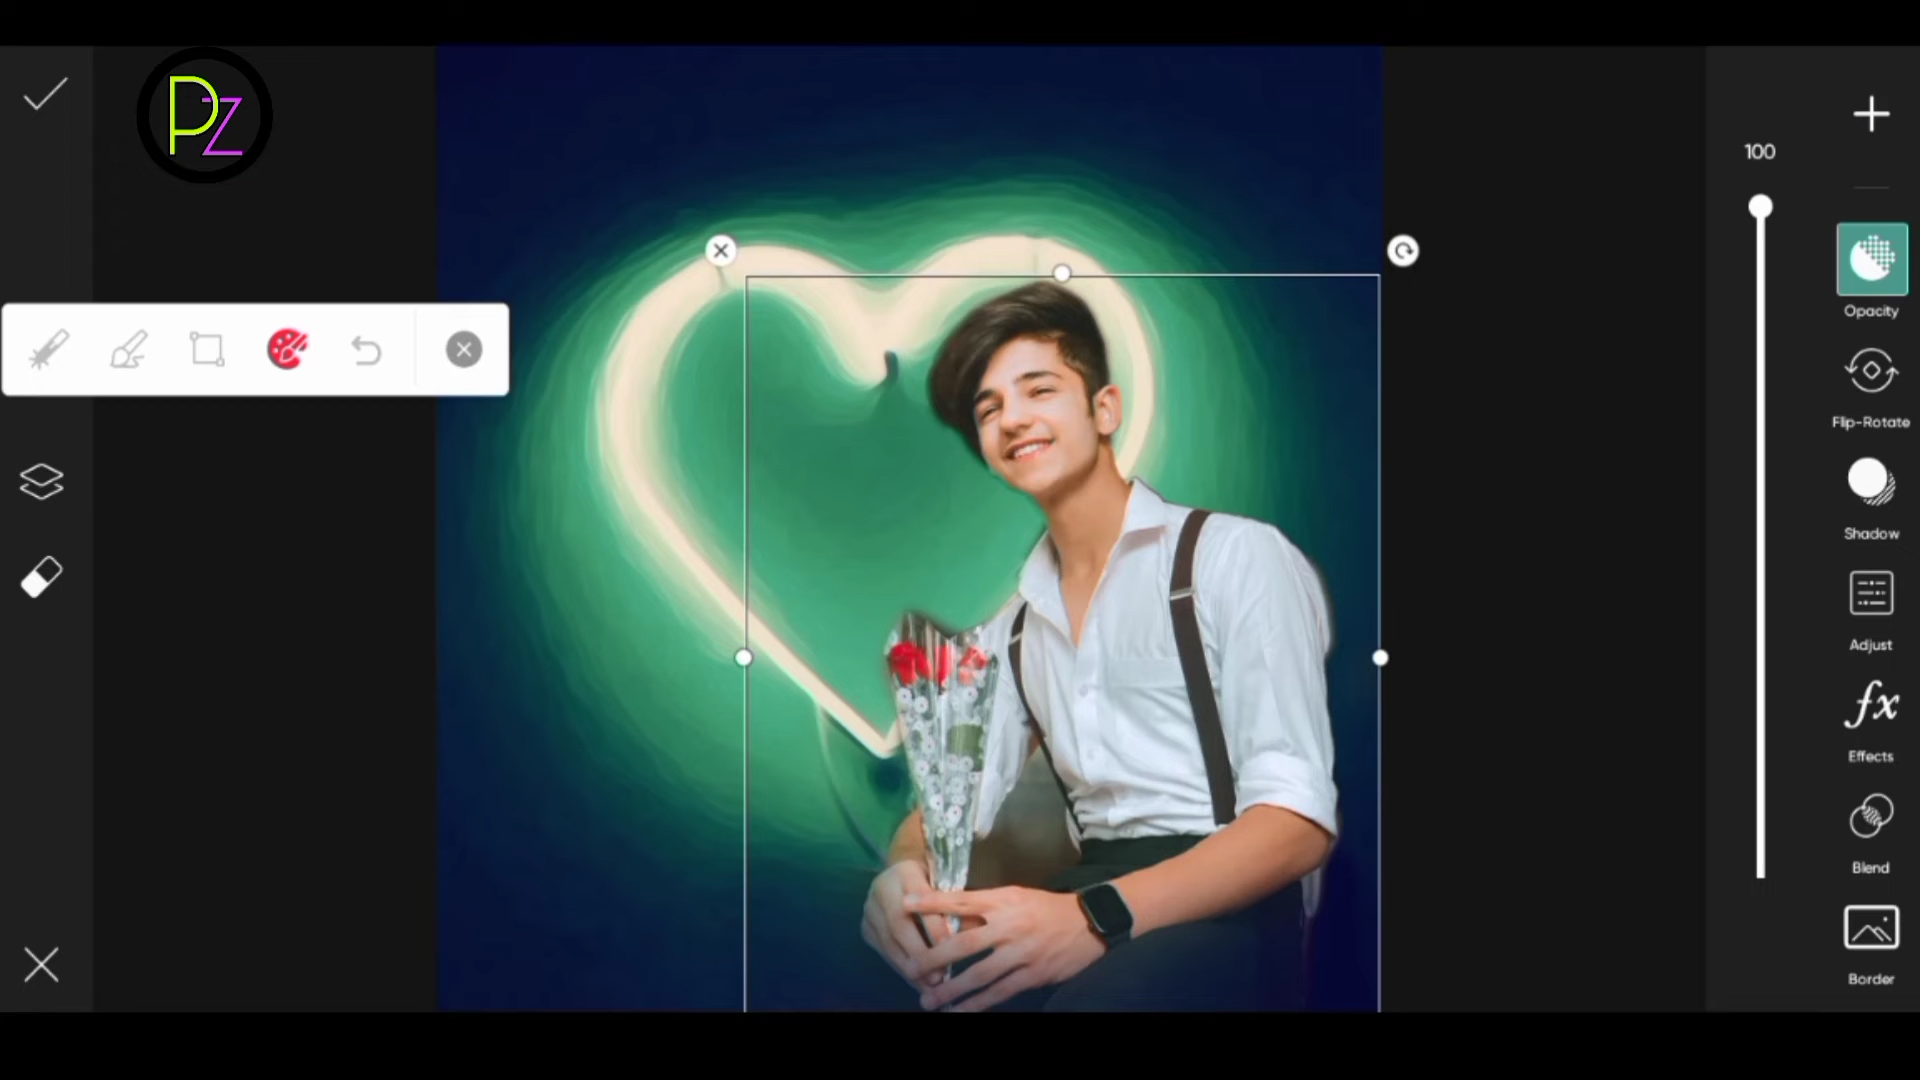 PZ
100
Opacity
Flip-Rotate
Shadow
Adjust
fx
Effects
Blend
Border